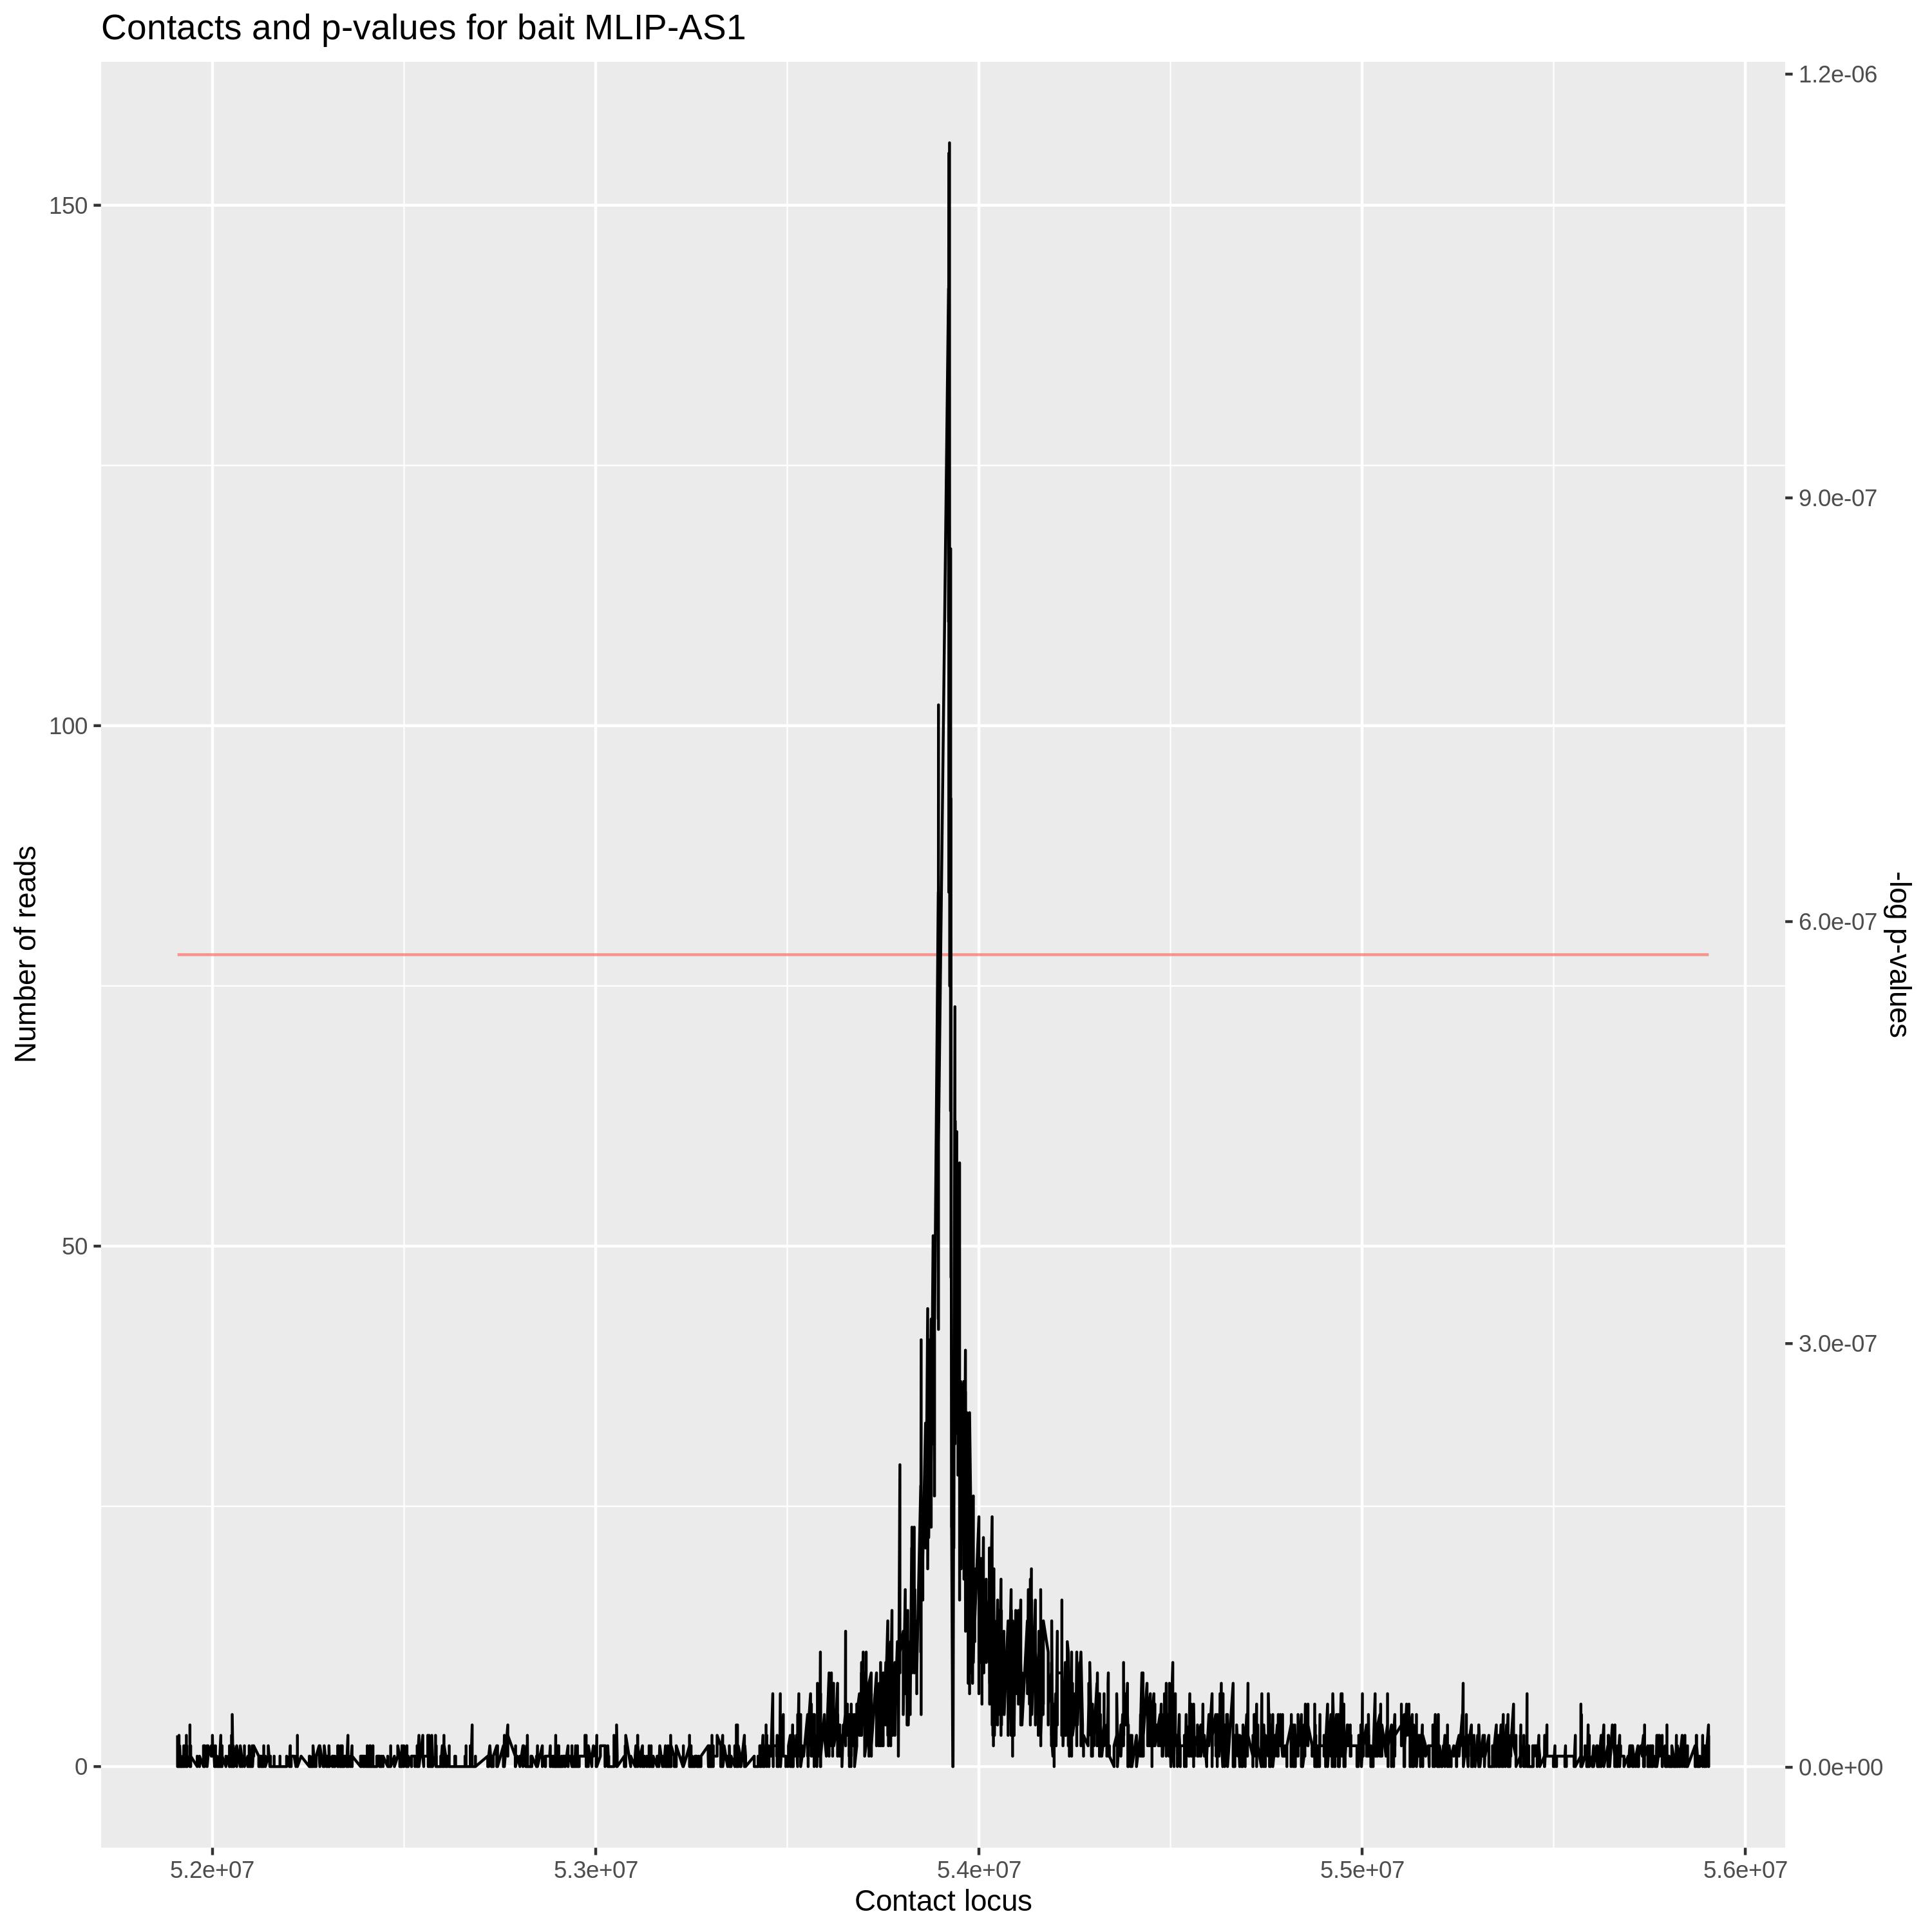 Contacts and p-values for bait MLIP-AS1
Number of reads
150
100
50
0
1.2e-06
9.0e-07
6.0e-07
3.0e-07
0.0e+00
-log p-values
5.2e+07 5.3e+07 5.4e+07 5.5e+07 5.6e+07
Contact locus